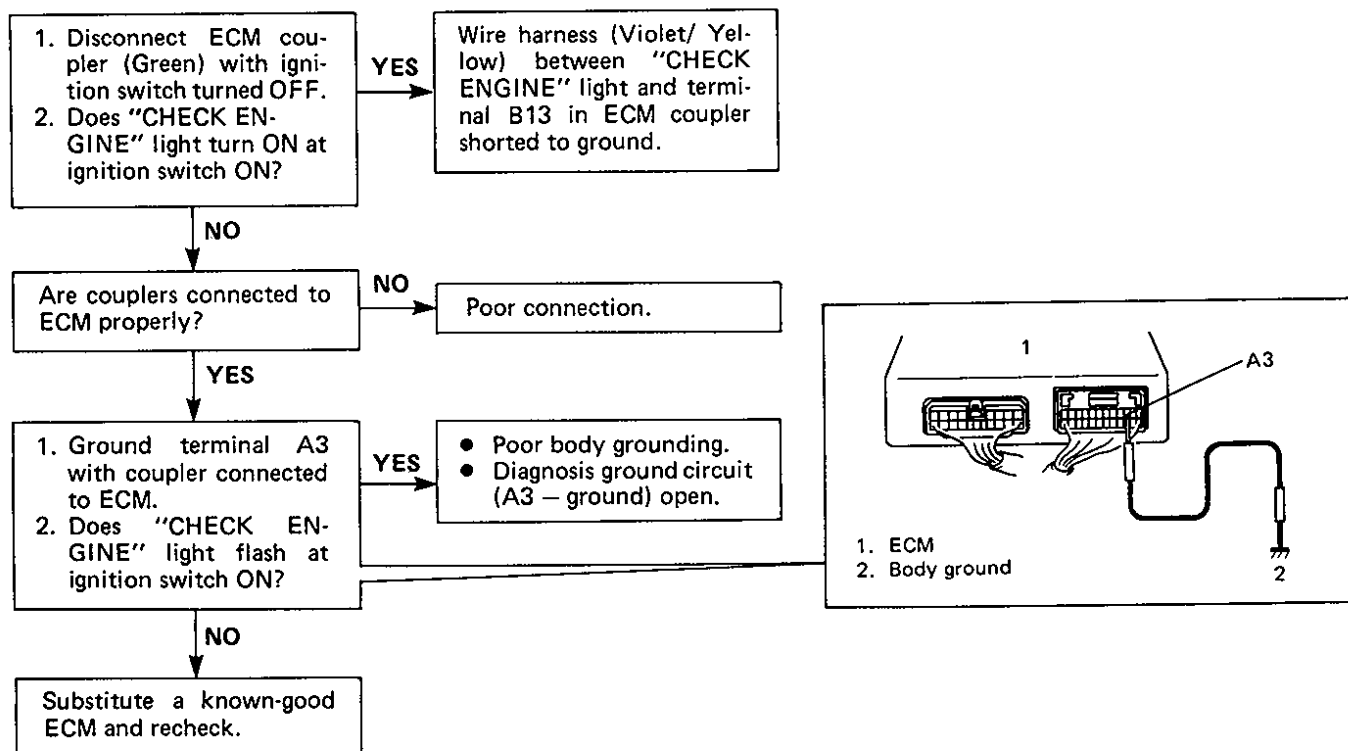 1. Disconnect ECM cou-
pler (Green) with igni-
tion switch turned OFF.
2. Does "CHECK EN-
GINE" light turn ON at
ignition switch ON?
YES
Wire harness (Violet/ Yel-
low) between "CHECK
ENGINE" light and termi-
nal B13 in ECM coupler
shorted to ground.
NO
Are couplers connected to
ECM properly?
NO
Poor connection.
YES
1. Ground terminal A3
with coupler connected
to ECM.
2. Does "CHECK EN-
GINE" light flash at
ignition switch ON?
YES
● Poor body grounding.
● Diagnosis ground circuit
(A3 — ground) open.
1
A3
1. ECM
2. Body ground
2
NO
Substitute a known-good
ECM and recheck.